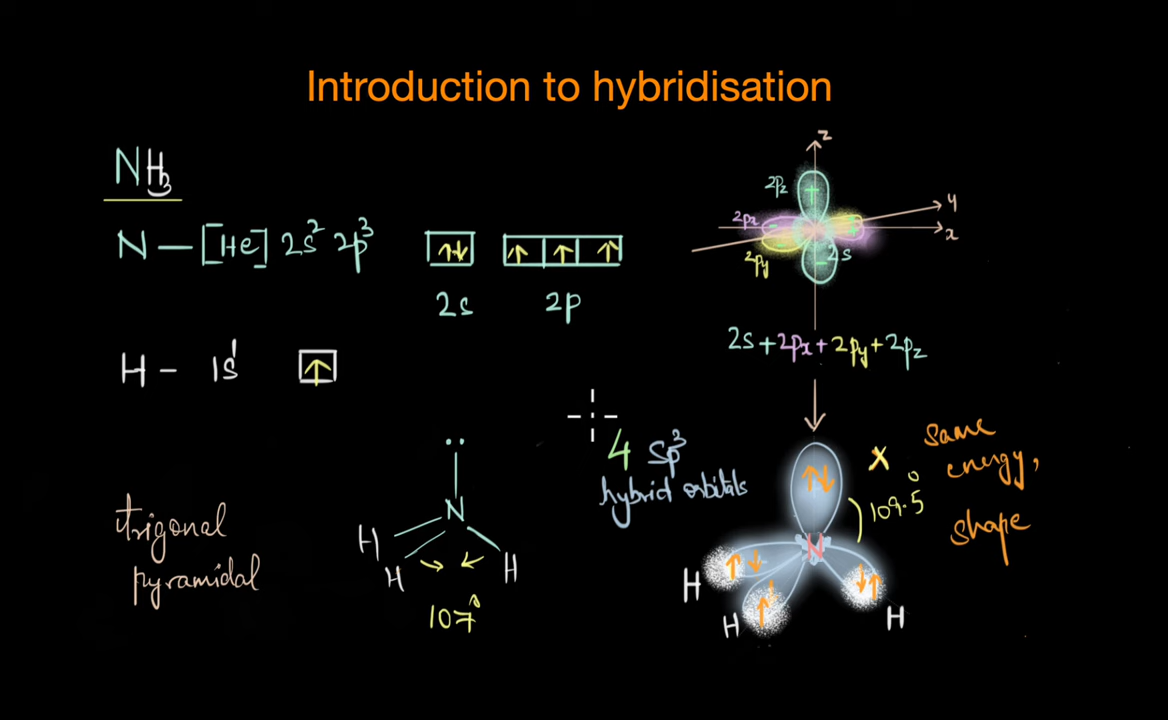 Introduction to hybridisation
NH₃
N — [He] 2s² 2p³
2s 2p
H – 1s¹
trigonal
pyramidal
N
H
H
H
107°
z
y
x
2pz
2px
2py
2s
2s+2px+2py+2pz
4 sp³
hybrid orbitals
x
same
energy,
shape
109.5°
N
H
H
H